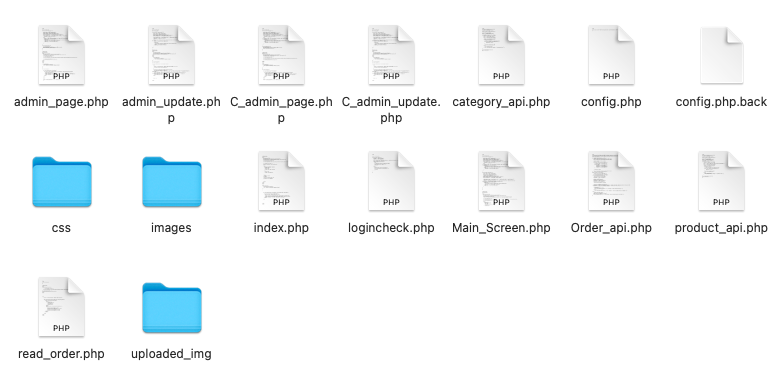 PHP PHP PHP PHP PHP PHP
admin_page.php admin_update.ph C_admin_page.ph C_admin_update. category_api.php config.php config.php.back
p p php
PHP PHP PHP PHP PHP
css images index.php logincheck.php Main_Screen.php Order_api.php product_api.php
PHP
read_order.php uploaded_img